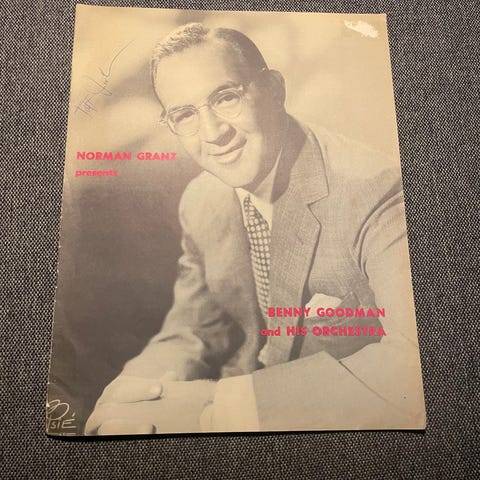 NORMAN GRANZ
presents
BENNY GOODMAN
and HIS ORCHESTRA